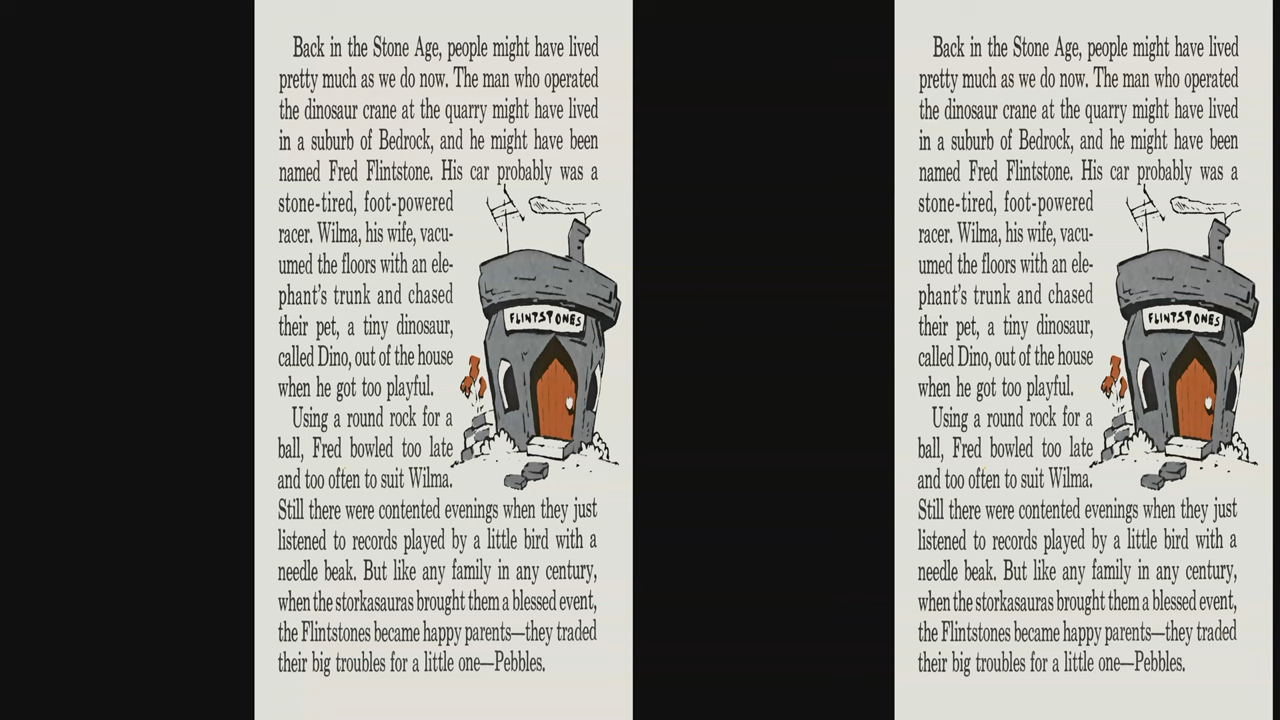 Back in the Stone Age, people might have lived
pretty much as we do now. The man who operated
the dinosaur crane at the quarry might have lived
in a suburb of Bedrock, and he might have been
named Fred Flintstone. His car probably was a
stone-tired, foot-powered
racer. Wilma, his wife, vacu-
umed the floors with an ele-
phant's trunk and chased
their pet, a tiny dinosaur,
called Dino, out of the house
when he got too playful.
Using a round rock for a
ball, Fred bowled too late
and too often to suit Wilma.
Still there were contented evenings when they just
listened to records played by a little bird with a
needle beak. But like any family in any century,
when the storkasauras brought them a blessed event,
the Flintstones became happy parents—they traded
their big troubles for a little one—Pebbles.
FLINTSTONES
Back in the Stone Age, people might have lived
pretty much as we do now. The man who operated
the dinosaur crane at the quarry might have lived
in a suburb of Bedrock, and he might have been
named Fred Flintstone. His car probably was a
stone-tired, foot-powered
racer. Wilma, his wife, vacu-
umed the floors with an ele-
phant's trunk and chased
their pet, a tiny dinosaur,
called Dino, out of the house
when he got too playful.
Using a round rock for a
ball, Fred bowled too late
and too often to suit Wilma.
Still there were contented evenings when they just
listened to records played by a little bird with a
needle beak. But like any family in any century,
when the storkasauras brought them a blessed event,
the Flintstones became happy parents—they traded
their big troubles for a little one—Pebbles.
FLINTSTONES